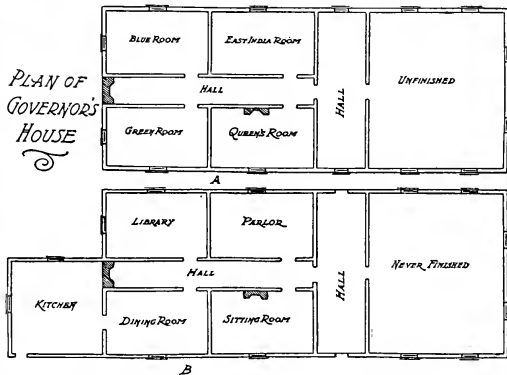 PLAN OF
GOVERNOR'S
HOUSE
BLUE ROOM
EAST INDIA ROOM
HALL
UNFINISHED
HALL
GREEN ROOM
QUEEN'S ROOM
A
LIBRARY
PARLOR
HALL
NEVER FINISHED
HALL
KITCHEN
DINING ROOM
SITTING ROOM
B